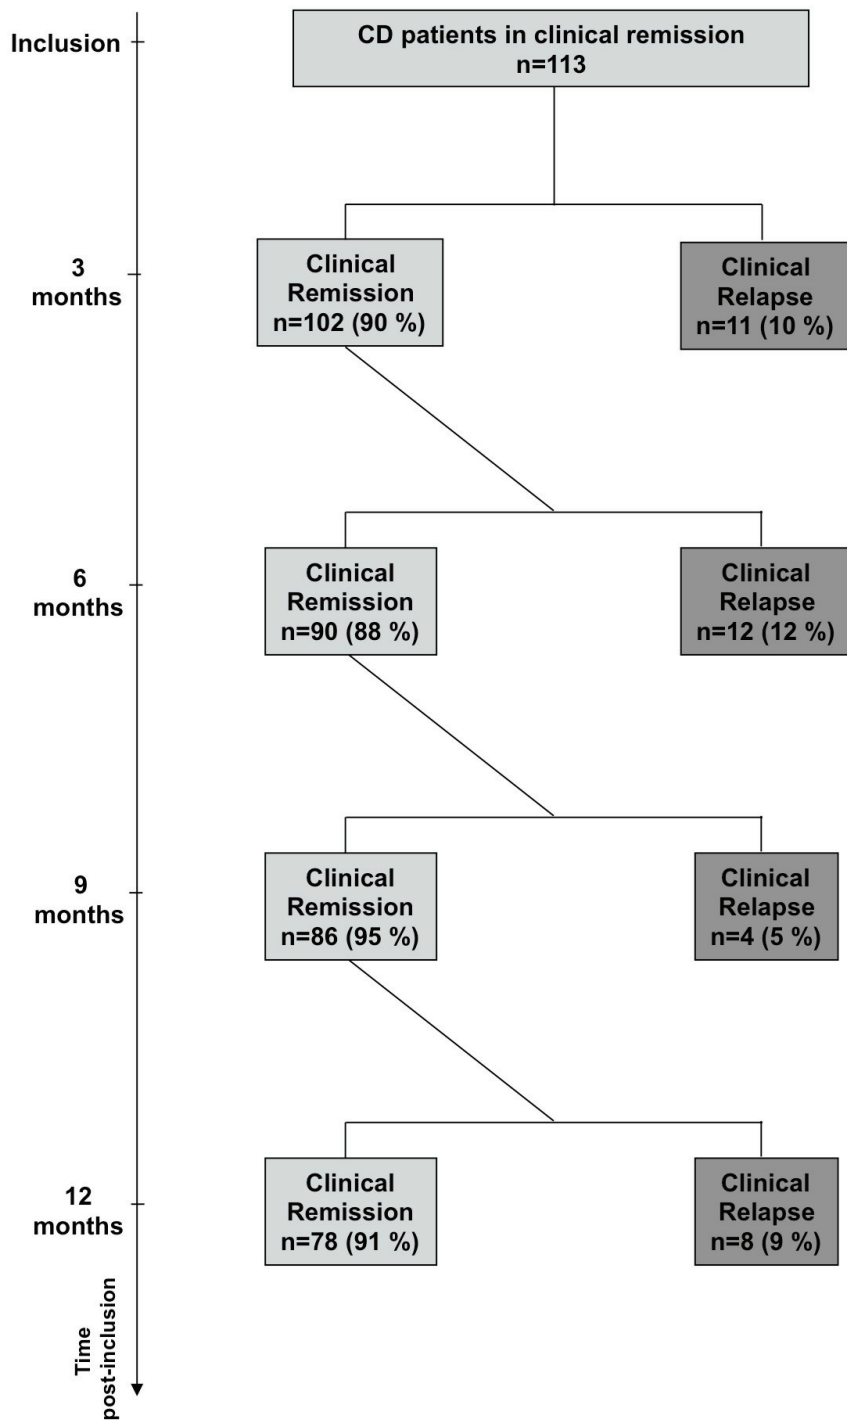 Inclusion
CD patients in clinical remission
n=113
3
months
Clinical
Remission
n=102 (90 %)
Clinical
Relapse
n=11 (10 %)
6
months
Clinical
Remission
n=90 (88 %)
Clinical
Relapse
n=12 (12 %)
9
months
Clinical
Remission
n=86 (95 %)
Clinical
Relapse
n=4 (5 %)
12
months
Clinical
Remission
n=78 (91 %)
Clinical
Relapse
n=8 (9 %)
Time
post-inclusion